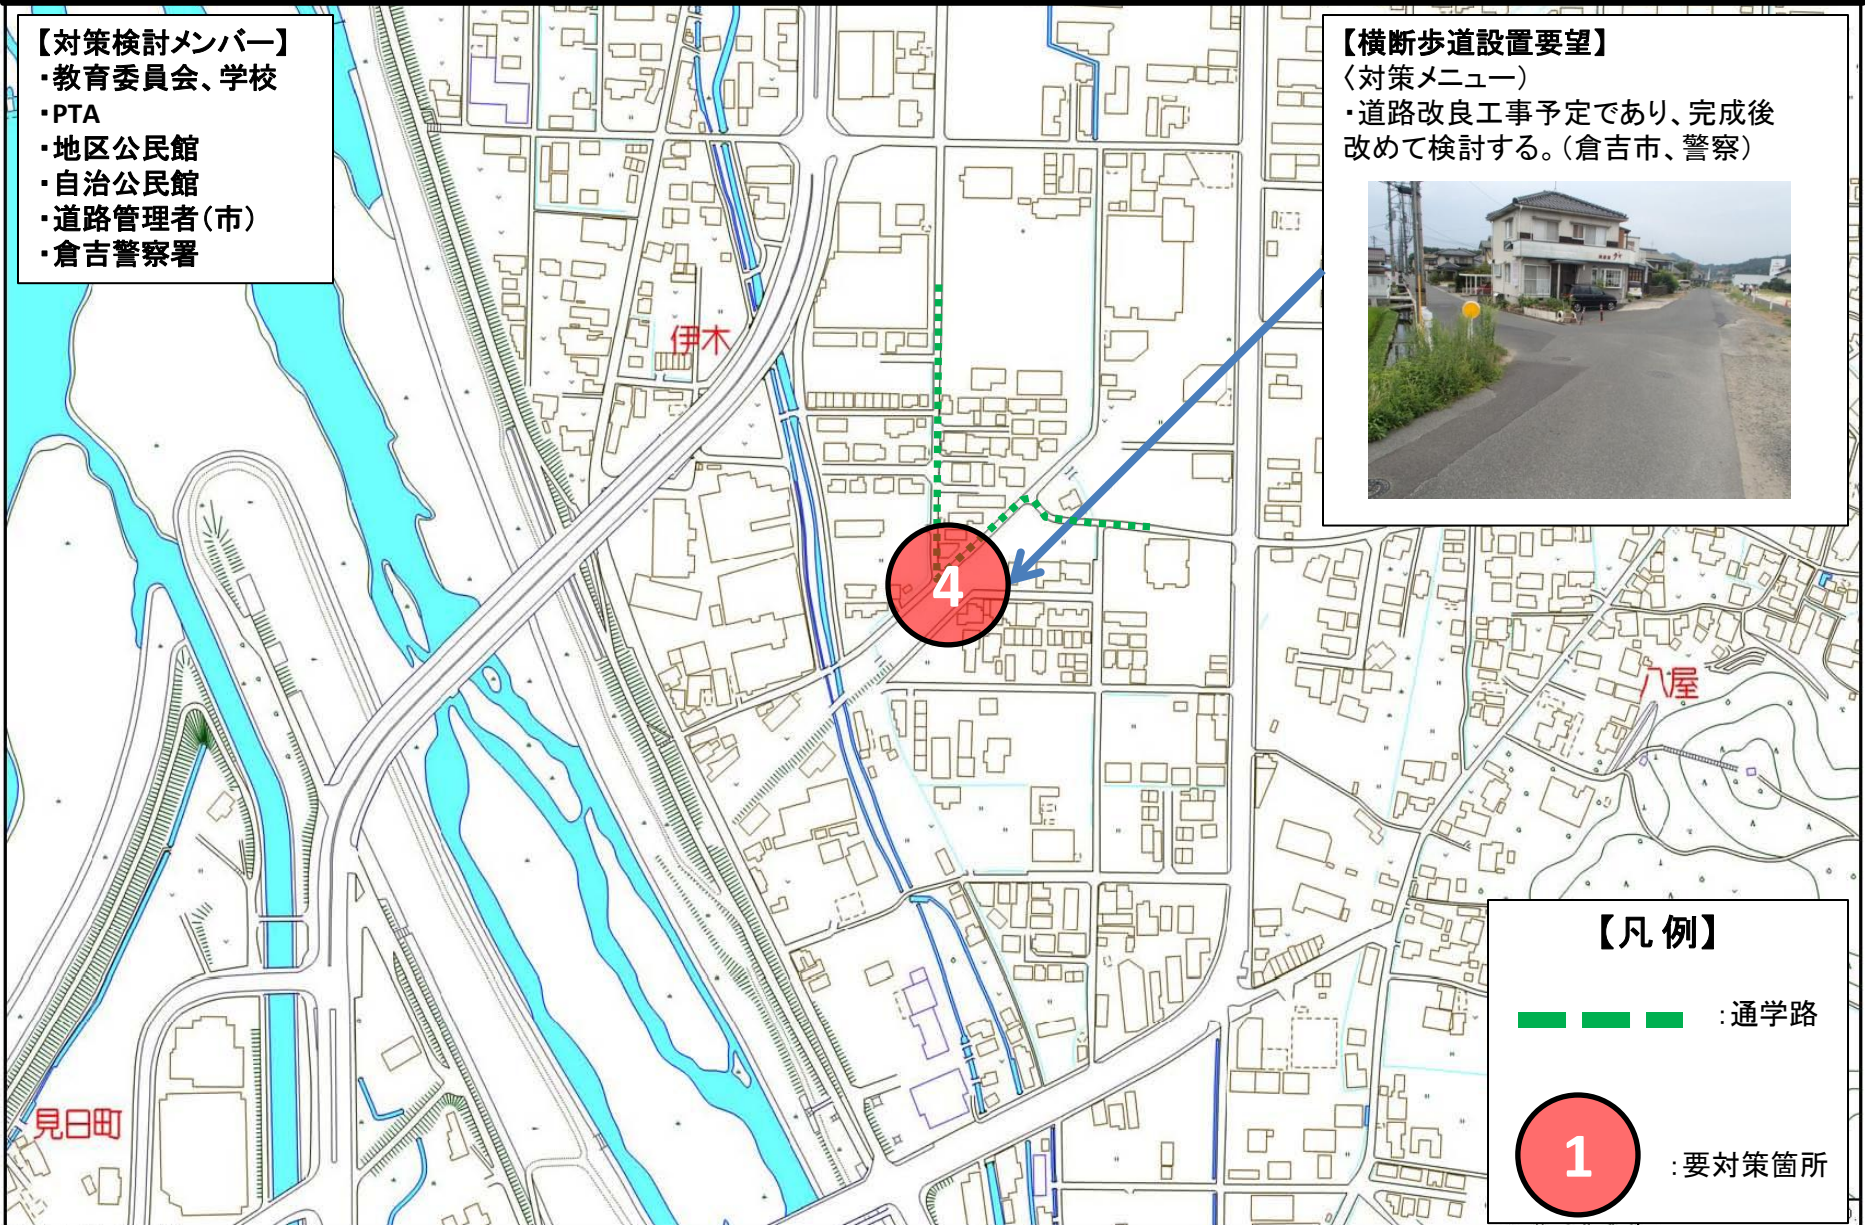 【対策検討メンバー】
・教育委員会、学校
・PTA
・地区公民館
・自治公民館
・道路管理者(市)
・倉吉警察署
【横断歩道設置要望】
〈対策メニュー〉
・道路改良工事予定であり、完成後
改めて検討する。(倉吉市、警察)
伊木
4
八屋
見日町
【凡 例】
:通学路
1
:要対策箇所